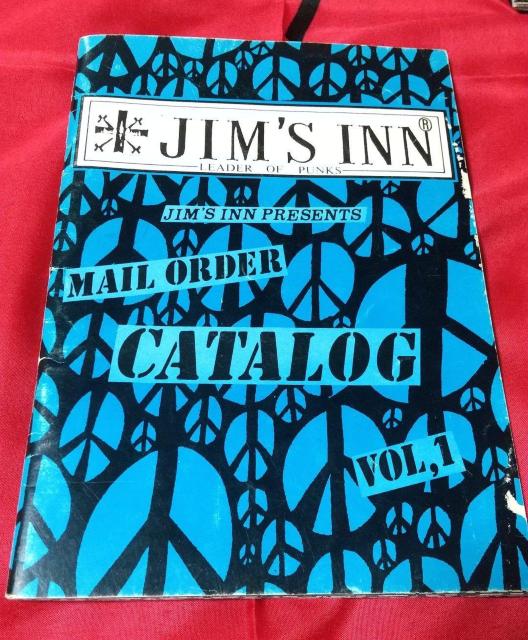 JIM'S INN®
LEADER OF PUNKS
JIM'S INN PRESENTS
MAIL ORDER
CATALOG
VOL,1